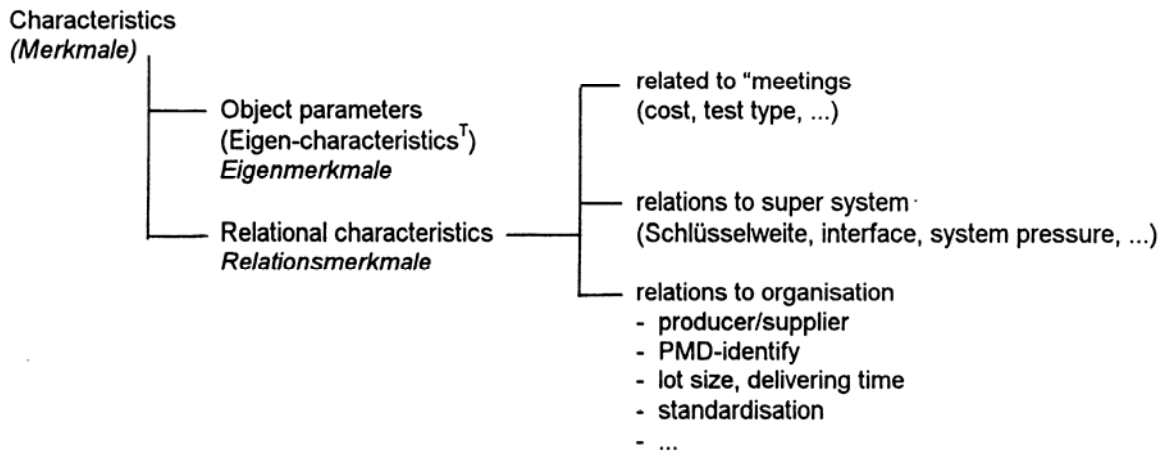 Characteristics
(Merkmale)
Object parameters
(Eigen-characteristicsT)
Eigenmerkmale
Relational characteristics
Relationsmerkmale
related to “meetings
(cost, test type, ...)
relations to super system
(Schlüsselweite, interface, system pressure, ...)
relations to organisation
- producer/supplier
- PMD-identify
- lot size, delivering time
- standardisation
- ...